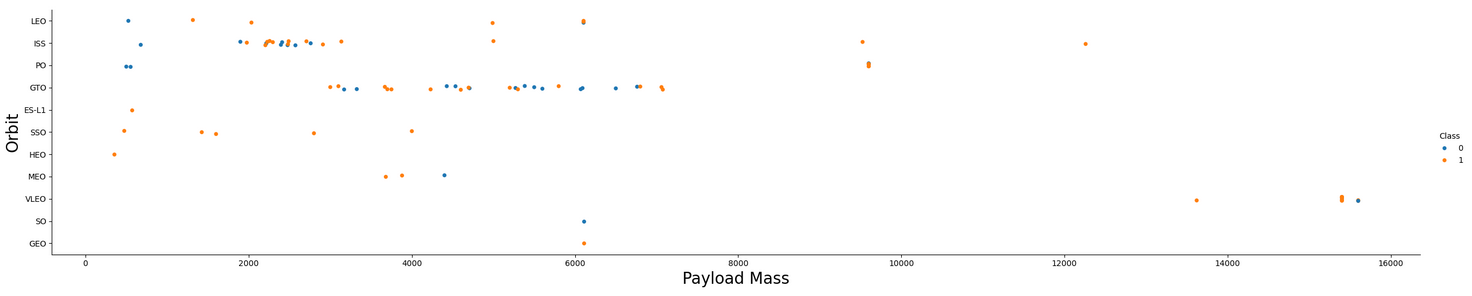 LEO
ISS
PO
GTO
ES-L1
SSO
HEO
MEO
VLEO
SO
GEO
Orbit
0 2000 4000 6000 8000 10000 12000 14000 16000
Payload Mass
Class
0
1